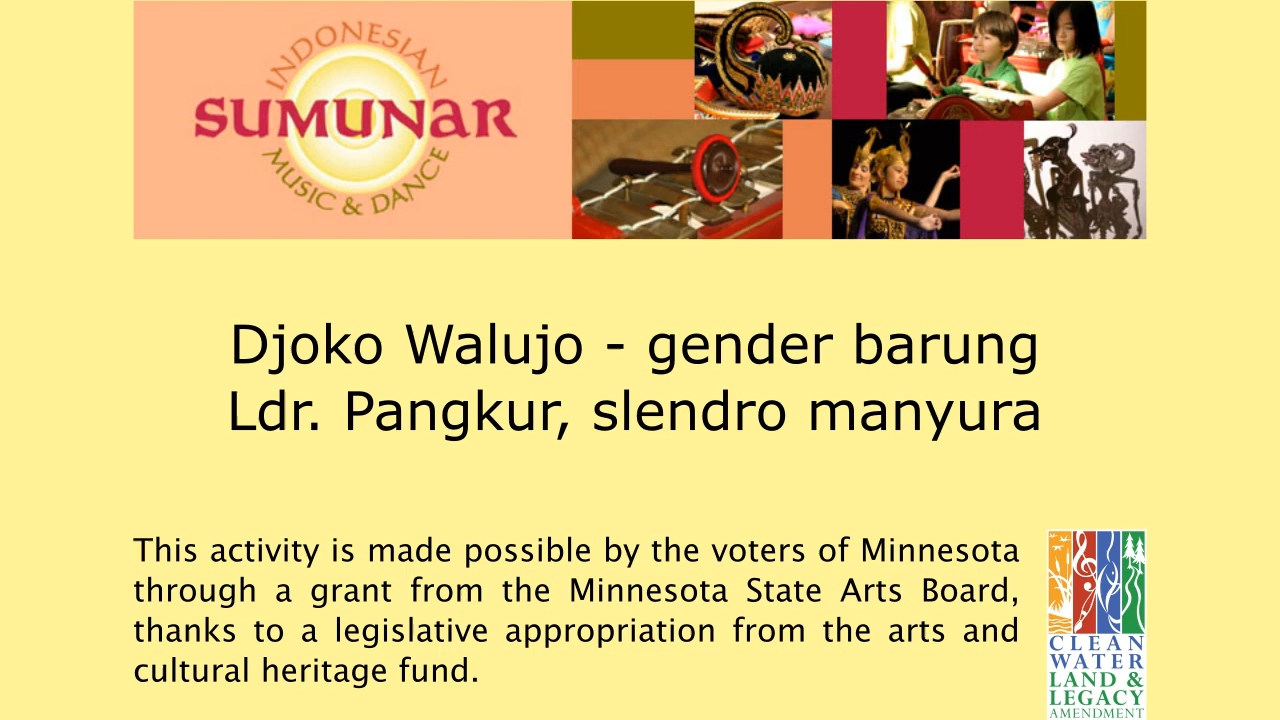 INDONESIAN
SUMUNAR
MUSIC & DANCE
Djoko Walujo - gender barung
Ldr. Pangkur, slendro manyura
This activity is made possible by the voters of Minnesota
through a grant from the Minnesota State Arts Board,
thanks to a legislative appropriation from the arts and
cultural heritage fund.
CLEAN
WATER
LAND &
LEGACY
AMENDMENT